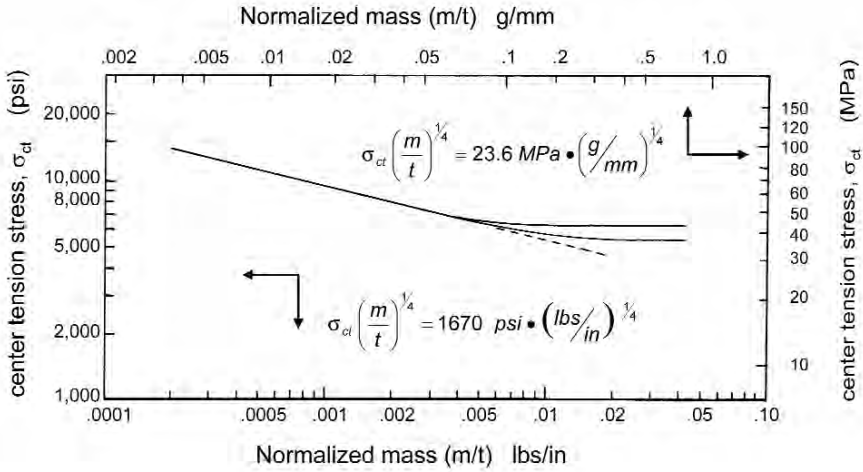 Normalized mass (m/t) g/mm
.002 .005 .01 .02 .05 0.1 0.2 0.5 1.0
center tension stress, σct (psi)
20,000
10,000
8,000
5,000
2,000
1,000
σct (m/t)^¼ = 23.6 MPa • (g/mm)^¼
σct (m/t)^¼ = 1670 psi • (lbs/in)^¼
150
120
100
80
60
50
40
30
20
10
center tension stress, σct (MPa)
.0001 .0005 .001 .002 .005 .01 .02 .05 .10
Normalized mass (m/t) lbs/in